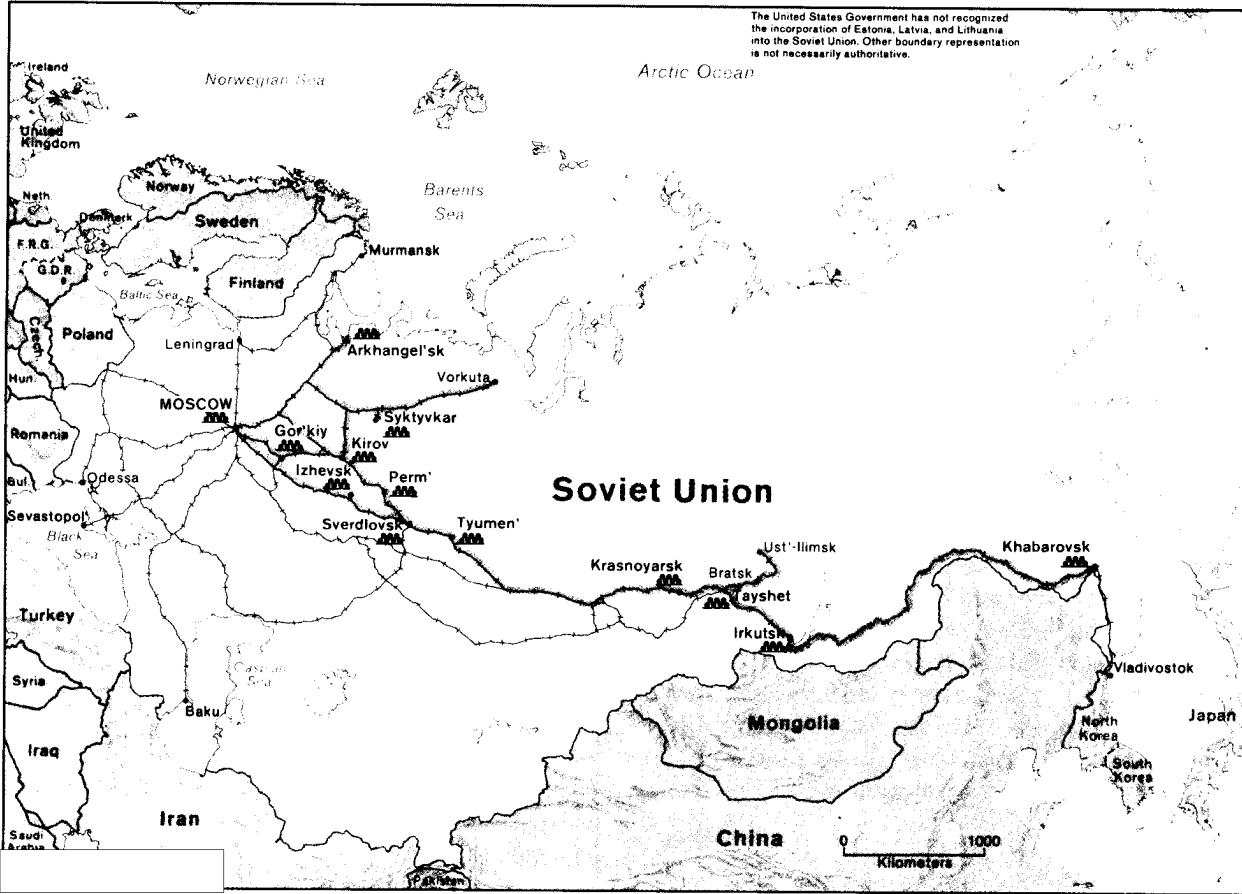 The United States Government has not recognized
the incorporation of Estonia, Latvia, and Lithuania
into the Soviet Union. Other boundary representation
is not necessarily authoritative.
Ireland
Norwegian Sea
Arctic Ocean
United
Kingdom
Norway
Barents
Sea
Neth.
Denmark
Sweden
F.R.G.
Murmansk
G.D.R.
Finland
Baltic Sea
Czech.
Poland
Leningrad
Arkhangel'sk
Hun.
Vorkuta
MOSCOW
Syktyvkar
Romania
Gor'kiy
Kirov
Izhevsk
Perm'
Bul.
Odessa
Soviet Union
Sevastopol'
Black
Sea
Sverdlovsk
Tyumen'
Ust'-Ilimsk
Khabarovsk
Krasnoyarsk
Bratsk
Tayshet
Turkey
Irkutsk
Caspian
Sea
Vladivostok
Syria
Baku
Mongolia
North
Korea
Japan
Iraq
South
Korea
Iran
China
0 1000
Kilometers
Saudi
Arabia
Pakistan